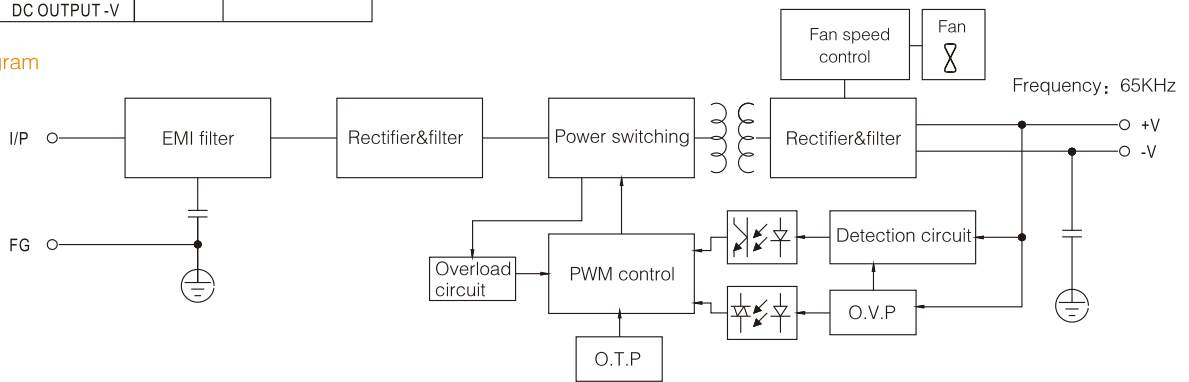 DC OUTPUT -V
gram
Fan speed
control
Fan
Frequency: 65KHz
I/P
EMI filter
Rectifier&filter
Power switching
Rectifier&filter
+V
-V
FG
Overload
circuit
PWM control
Detection circuit
O.V.P
O.T.P